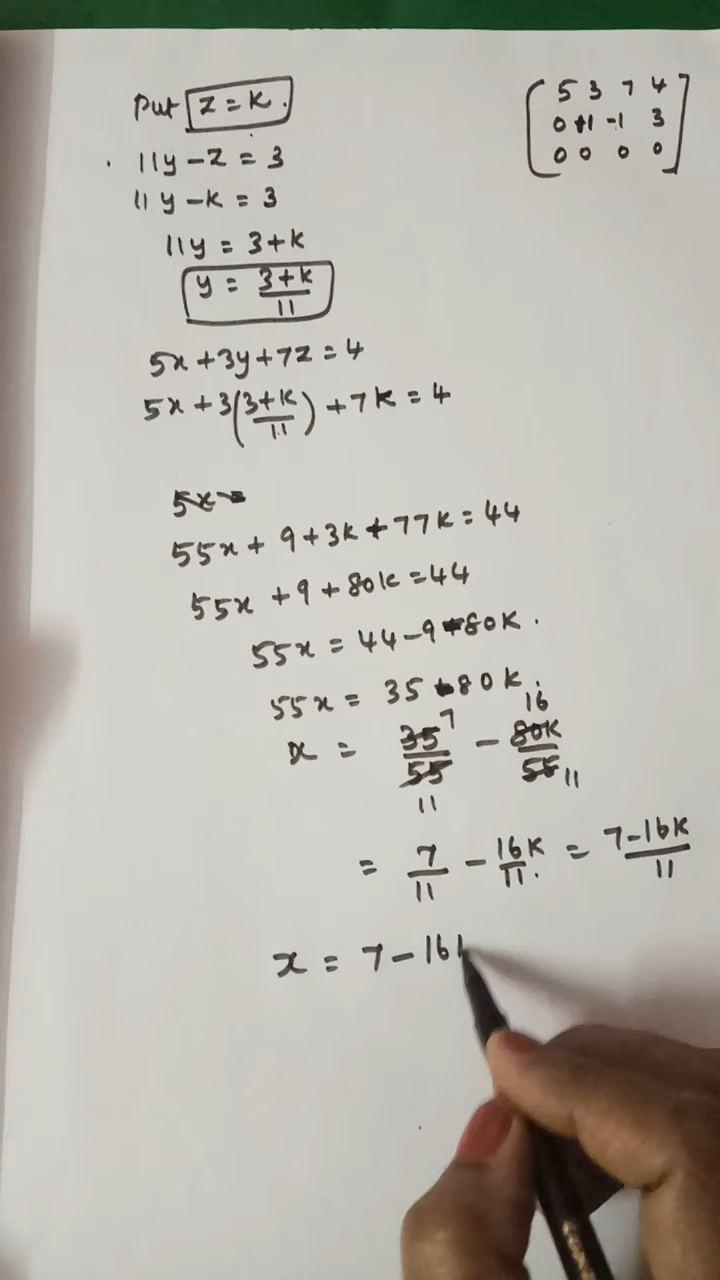 Put z = k.
11y - z = 3
11y - k = 3
11y = 3+k
y = 3+k/11
5x+3y+7z = 4
5x + 3(3+k/11) + 7k = 4
5x =
55x + 9 + 3k + 77k = 44
55x + 9 + 80k = 44
55x = 44 - 9 - 80k.
55x = 35 - 80k.
x = 35/55 - 80k/55
7 11 16 11
= 7/11 - 16k/11. = 7-16k/11
x = 7 - 16
5 3 7 4
0 11 -1 3
0 0 0 0